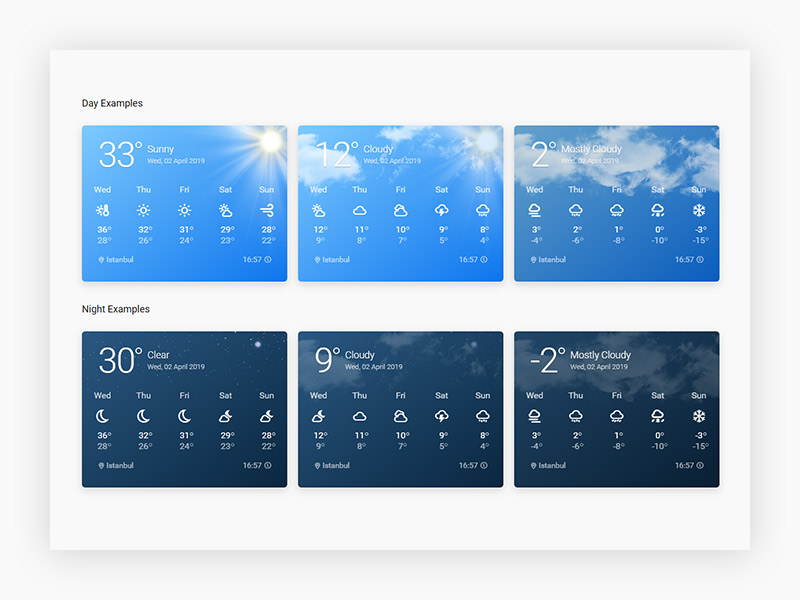 Day Examples
33° Sunny
Wed, 02 April 2019
Wed Thu Fri Sat Sun
36° 32° 31° 29° 28°
28° 26° 24° 23° 22°
Istanbul 16:57
12° Cloudy
Wed, 02 April 2019
Wed Thu Fri Sat Sun
12° 11° 10° 9° 8°
9° 8° 7° 5° 4°
Istanbul 16:57
2° Mostly Cloudy
Wed, 02 April 2019
Wed Thu Fri Sat Sun
3° 2° 1° 0° -3°
-4° -6° -8° -10° -15°
Istanbul 16:57
Night Examples
30° Clear
Wed, 02 April 2019
Wed Thu Fri Sat Sun
36° 32° 31° 29° 28°
28° 26° 24° 23° 22°
Istanbul 16:57
9° Cloudy
Wed, 02 April 2019
Wed Thu Fri Sat Sun
12° 11° 10° 9° 8°
9° 8° 7° 5° 4°
Istanbul 16:57
-2° Mostly Cloudy
Wed, 02 April 2019
Wed Thu Fri Sat Sun
3° 2° 1° 0° -3°
-4° -6° -8° -10° -15°
Istanbul 16:57